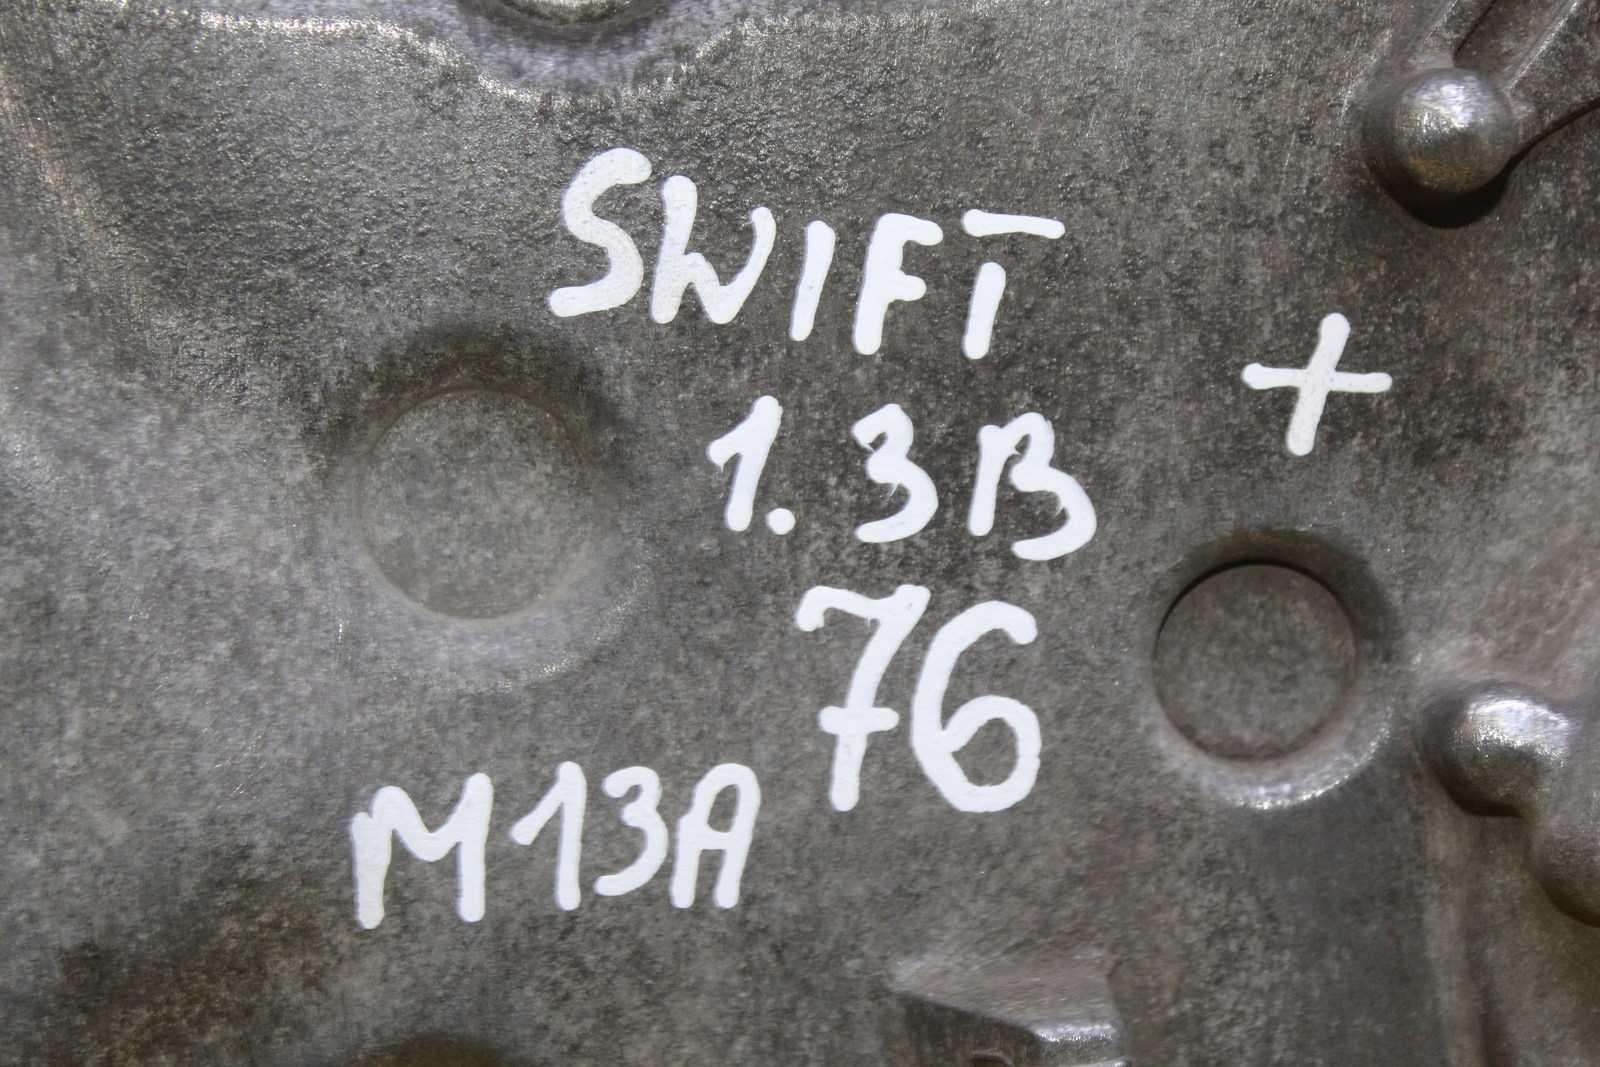 SWIFT
+
1.3B
76
M13A